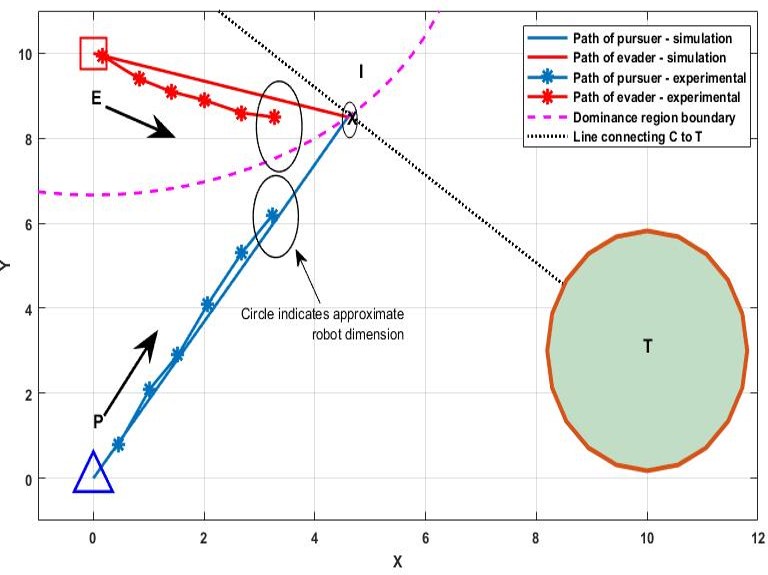 Path of pursuer - simulation
Path of evader - simulation
Path of pursuer - experimental
Path of evader - experimental
Dominance region boundary
Line connecting C to T
I
E
X
Circle indicates approximate
robot dimension
T
P
Y
10
8
6
4
2
0
0 2 4 6 8 10 12
X